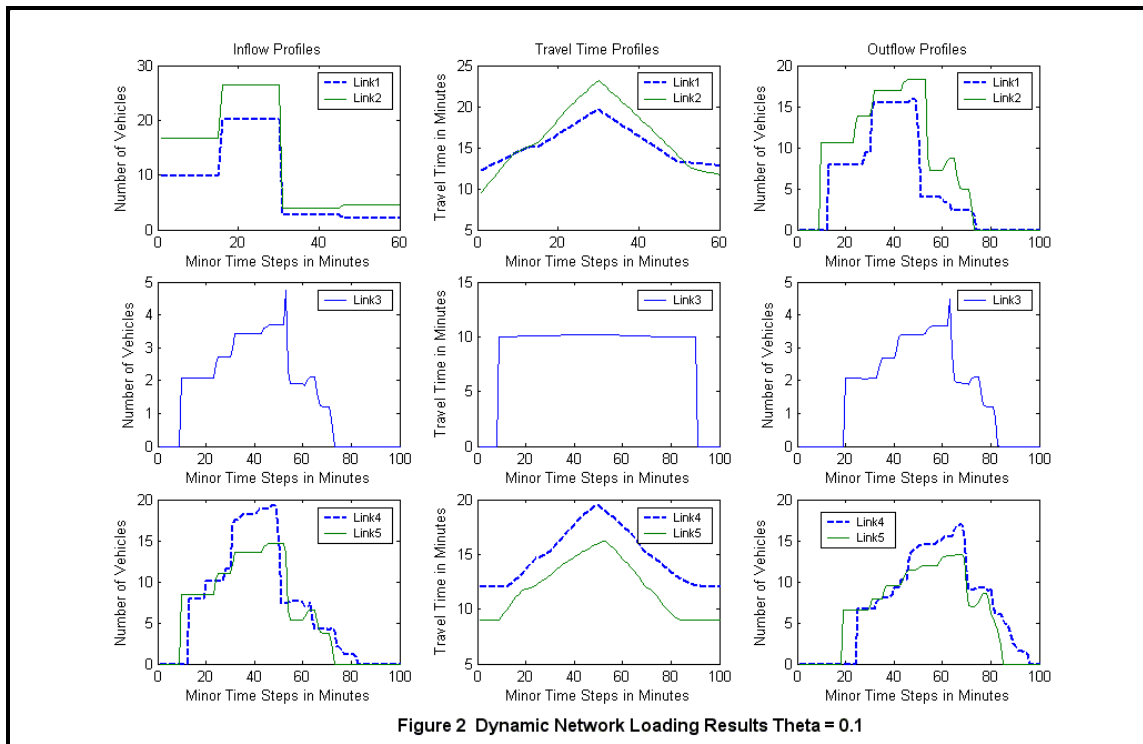 Inflow Profiles
Travel Time Profiles
Outflow Profiles
Number of Vehicles
30
20
10
0
Link1
Link2
0 20 40 60
Minor Time Steps in Minutes
Travel Time in Minutes
25
20
15
10
5
Link1
Link2
0 20 40 60
Minor Time Steps in Minutes
Number of Vehicles
20
15
10
5
0
Link1
Link2
0 20 40 60 80 100
Minor Time Steps in Minutes
Number of Vehicles
5
4
3
2
1
0
Link3
0 20 40 60 80 100
Minor Time Steps in Minutes
Travel Time in Minutes
15
10
5
0
Link3
0 20 40 60 80 100
Minor Time Steps in Minutes
Number of Vehicles
5
4
3
2
1
0
Link3
0 20 40 60 80 100
Minor Time Steps in Minutes
Number of Vehicles
20
15
10
5
0
Link4
Link5
0 20 40 60 80 100
Minor Time Steps in Minutes
Travel Time in Minutes
20
15
10
5
Link4
Link5
0 20 40 60 80 100
Minor Time Steps in Minutes
Number of Vehicles
20
15
10
5
0
Link4
Link5
0 20 40 60 80 100
Minor Time Steps in Minutes
Figure 2 Dynamic Network Loading Results Theta = 0.1